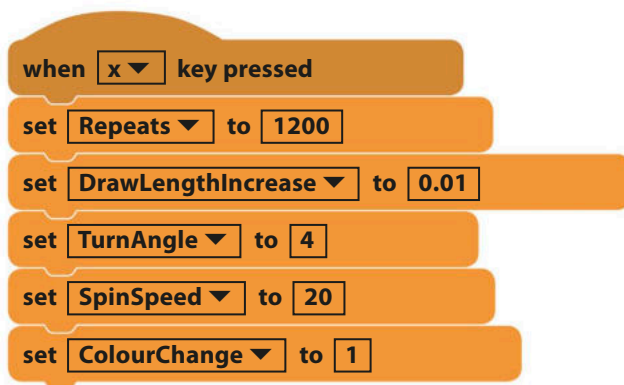 when x key pressed
set Repeats to 1200
set DrawLengthIncrease to 0.01
set TurnAngle to 4
set SpinSpeed to 20
set ColourChange to 1